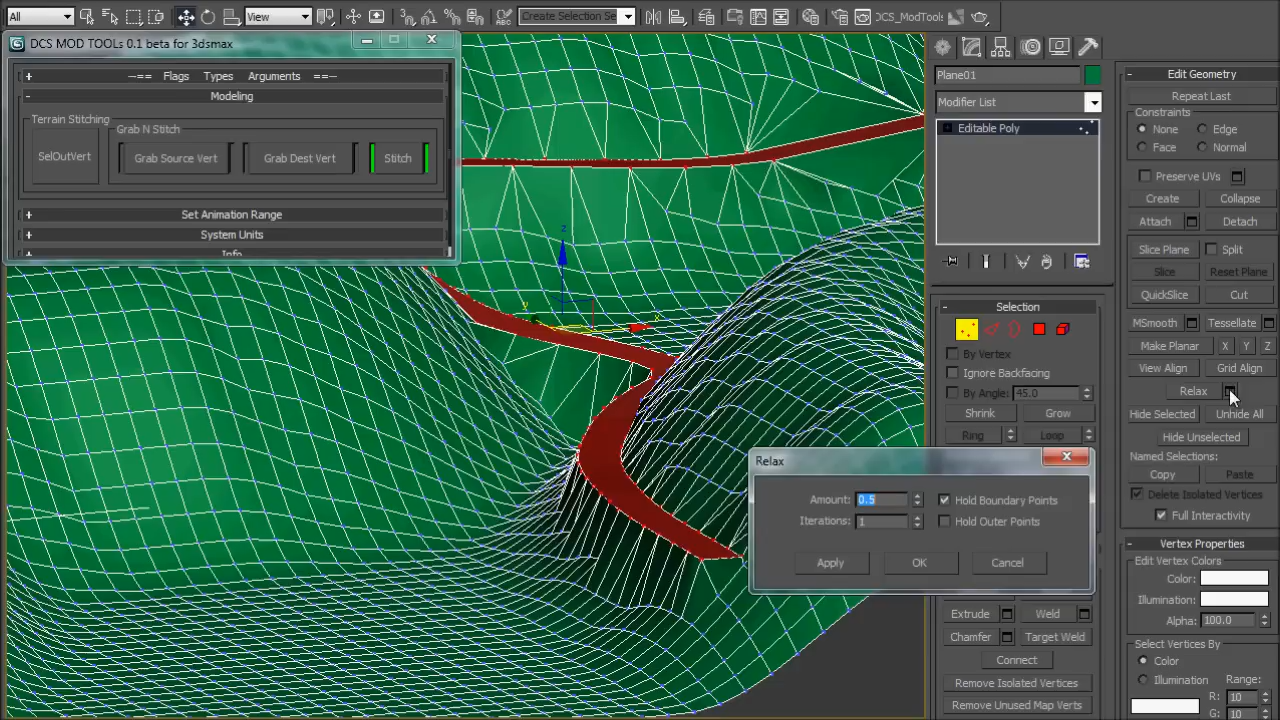 All
View
Create Selection Se
ABC
DCS_ModTools
DCS MOD TOOLs 0.1 beta for 3dsmax
+ --== Flags Types Arguments ==--
- Modeling
Terrain Stitching
Grab N Stitch
SelOutVert
Grab Source Vert
Grab Dest Vert
Stitch
+ Set Animation Range
+ System Units
+ Info
z
y
x
Plane01
Modifier List
Editable Poly
- Selection
By Vertex
Ignore Backfacing
By Angle: 45.0
Shrink Grow
Ring Loop
Relax
Amount: 0.5
Hold Boundary Points
Iterations: 1
Hold Outer Points
Apply OK Cancel
Extrude Weld
Chamfer Target Weld
Connect
Remove Isolated Vertices
Remove Unused Map Verts
- Edit Geometry
Repeat Last
Constraints
None Edge
Face Normal
Preserve UVs
Create Collapse
Attach Detach
Slice Plane Split
Slice Reset Plane
QuickSlice Cut
MSmooth Tessellate
Make Planar X Y Z
View Align Grid Align
Relax
Hide Selected Unhide All
Hide Unselected
Named Selections:
Copy Paste
Delete Isolated Vertices
Full Interactivity
- Vertex Properties
Edit Vertex Colors
Color:
Illumination:
Alpha: 100.0
Select Vertices By
Color
Illumination Range:
R: 10
G: 10